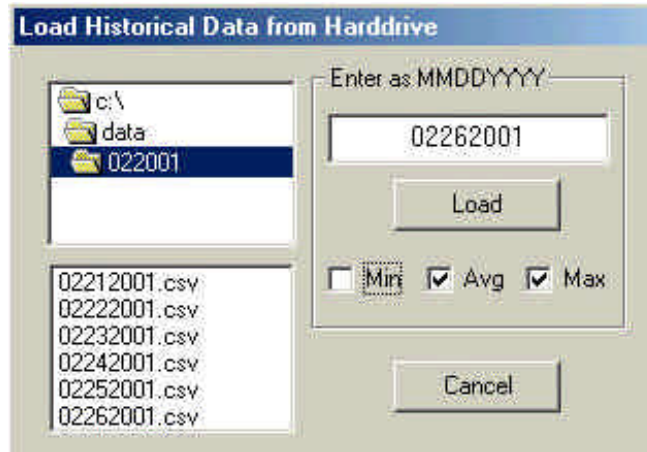 Load Historical Data from Harddrive
c:\
data
022001
02212001.csv
02222001.csv
02232001.csv
02242001.csv
02252001.csv
02262001.csv
Enter as MMDDYYYY
02262001
Load
Min Avg Max
Cancel